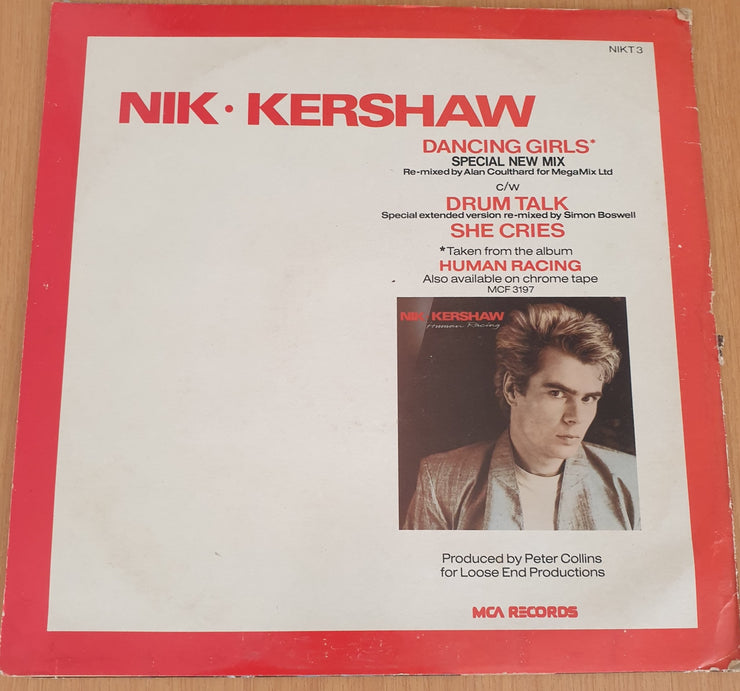 NIKT 3
NIK · KERSHAW
DANCING GIRLS*
SPECIAL NEW MIX
Re-mixed by Alan Coulthard for MegaMix Ltd
c/w
DRUM TALK
Special extended version re-mixed by Simon Boswell
SHE CRIES
*Taken from the album
HUMAN RACING
Also available on chrome tape
MCF 3197
NIK · KERSHAW
Human Racing
Produced by Peter Collins
for Loose End Productions
MCA RECORDS